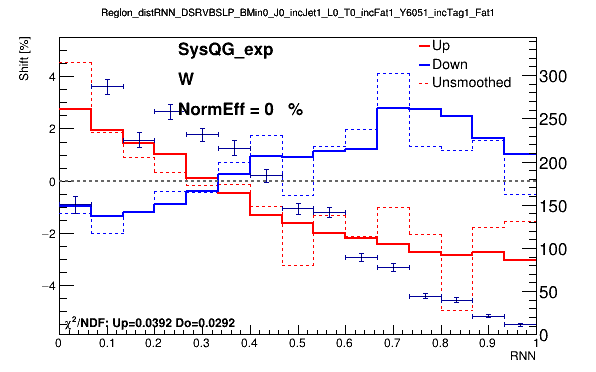 Region_distRNN_DSRVBSLP_BMin0_J0_incJet1_L0_T0_incFat1_Y6051_incTag1_Fat1
Shift [%]
SysQG_exp
W
NormEff = 0 %
Up
Down
Unsmoothed
4
2
0
−2
−4
300
250
200
150
100
50
0
χ²/NDF: Up=0.0392 Do=0.0292
0 0.1 0.2 0.3 0.4 0.5 0.6 0.7 0.8 0.9 1
RNN